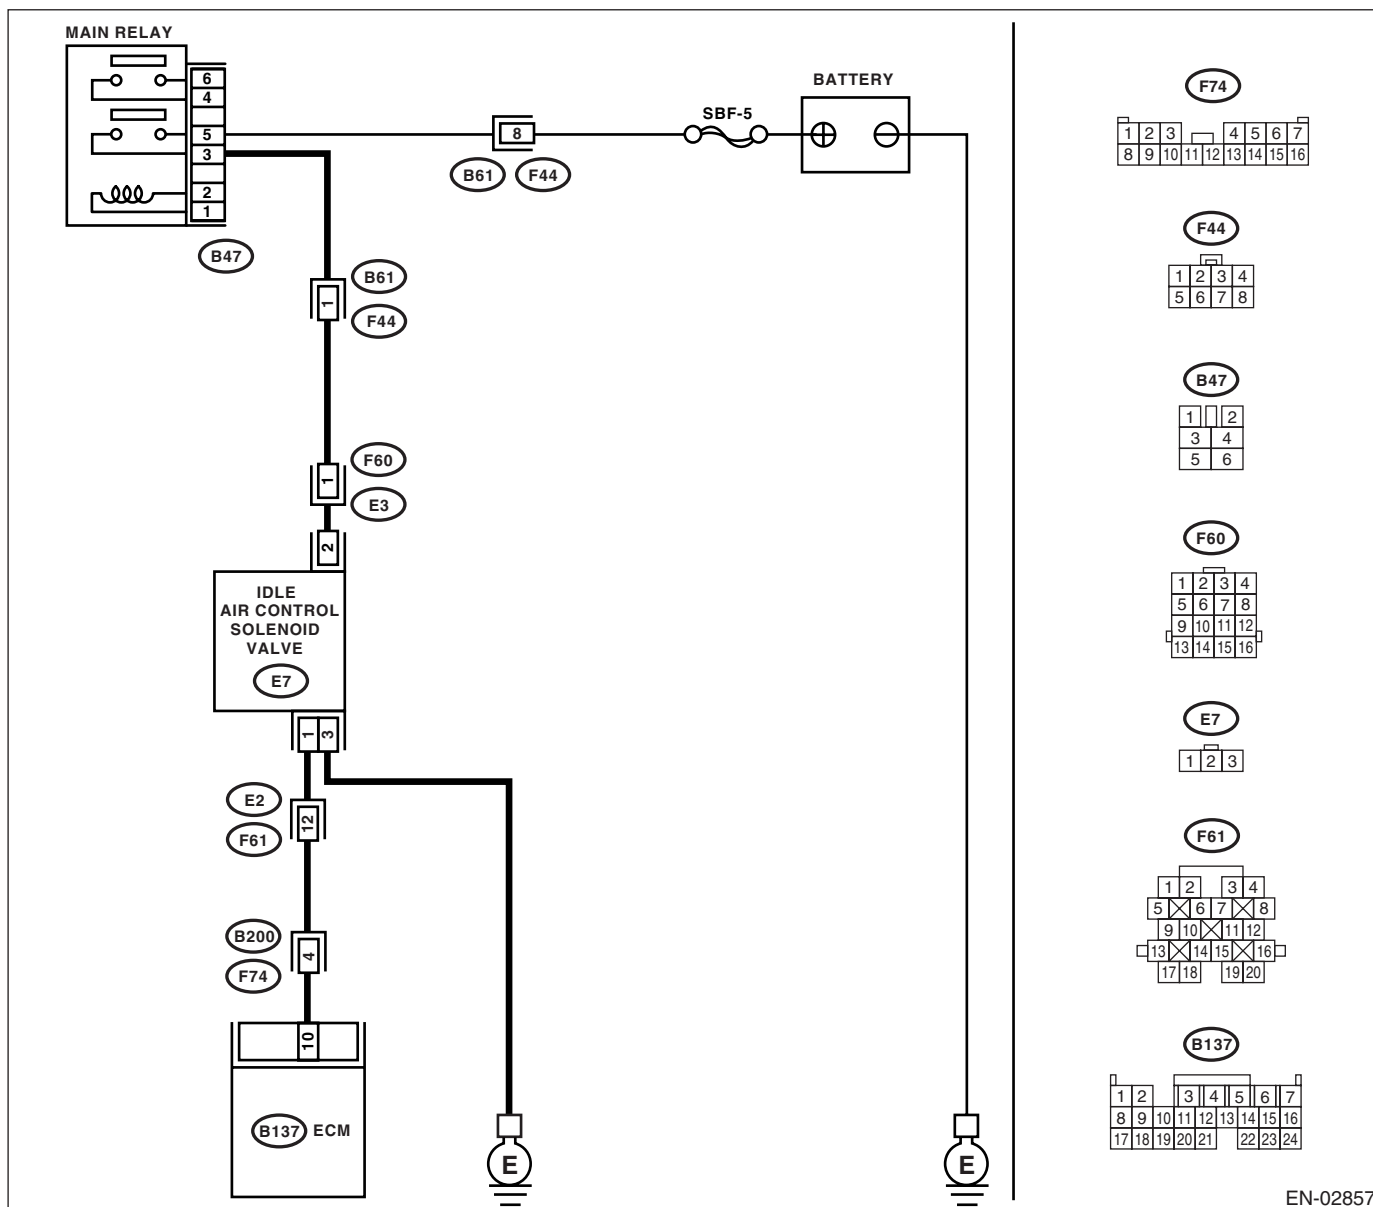 MAIN RELAY
6
4
5
3
2
1
B47
8
B61 F44
SBF-5
BATTERY
1
B61
F44
1
F60
E3
2
IDLE
AIR CONTROL
SOLENOID
VALVE
E7
1 3
E2
F61
12
B200
F74
4
10
B137 ECM
E
E
F74
1 2 3 4 5 6 7
8 9 10 11 12 13 14 15 16
F44
1 2 3 4
5 6 7 8
B47
1 2
3 4
5 6
F60
1 2 3 4
5 6 7 8
9 10 11 12
13 14 15 16
E7
1 2 3
F61
1 2 3 4
5 6 7 8
9 10 11 12
13 14 15 16
17 18 19 20
B137
1 2 3 4 5 6 7
8 9 10 11 12 13 14 15 16
17 18 19 20 21 22 23 24
EN-02857